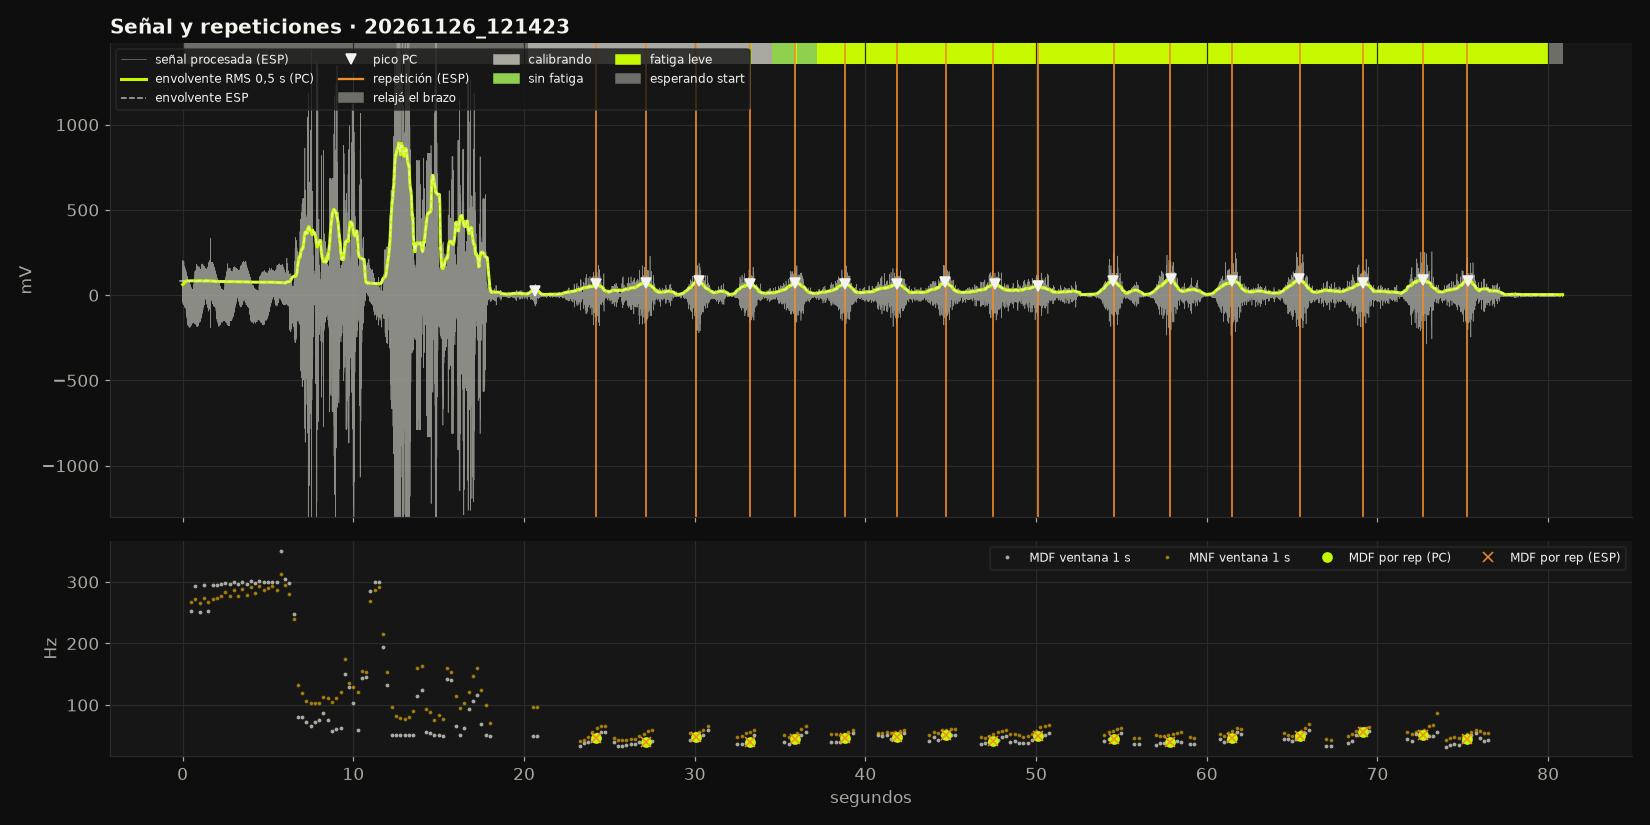 Señal y repeticiones · 20261126_121423
señal procesada (ESP)
envolvente RMS 0,5 s (PC)
envolvente ESP
pico PC
repetición (ESP)
relajá el brazo
calibrando
sin fatiga
fatiga leve
esperando start
mV
1000
500
0
−500
−1000
MDF ventana 1 s
MNF ventana 1 s
MDF por rep (PC)
MDF por rep (ESP)
Hz
300
200
100
0
10
20
30
40
50
60
70
80
segundos